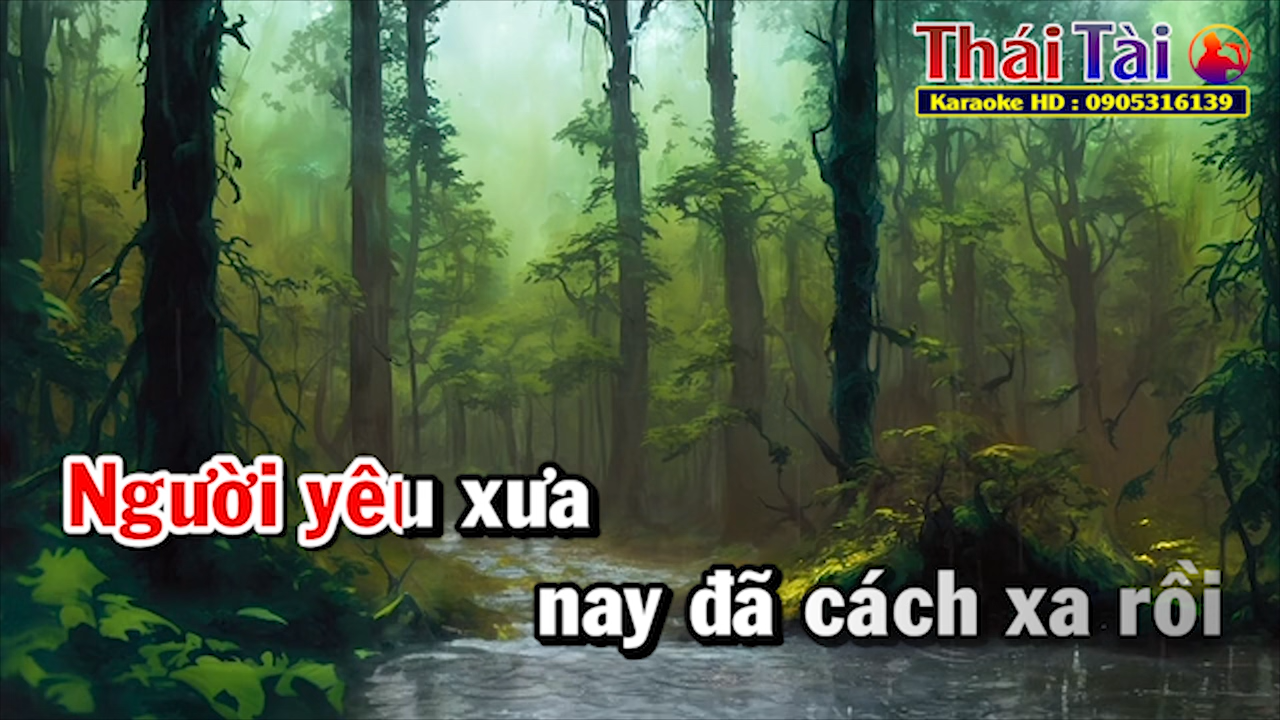 Thái Tài
Karaoke HD : 0905316139
Người yêu xưa
nay đã cách xa rồi